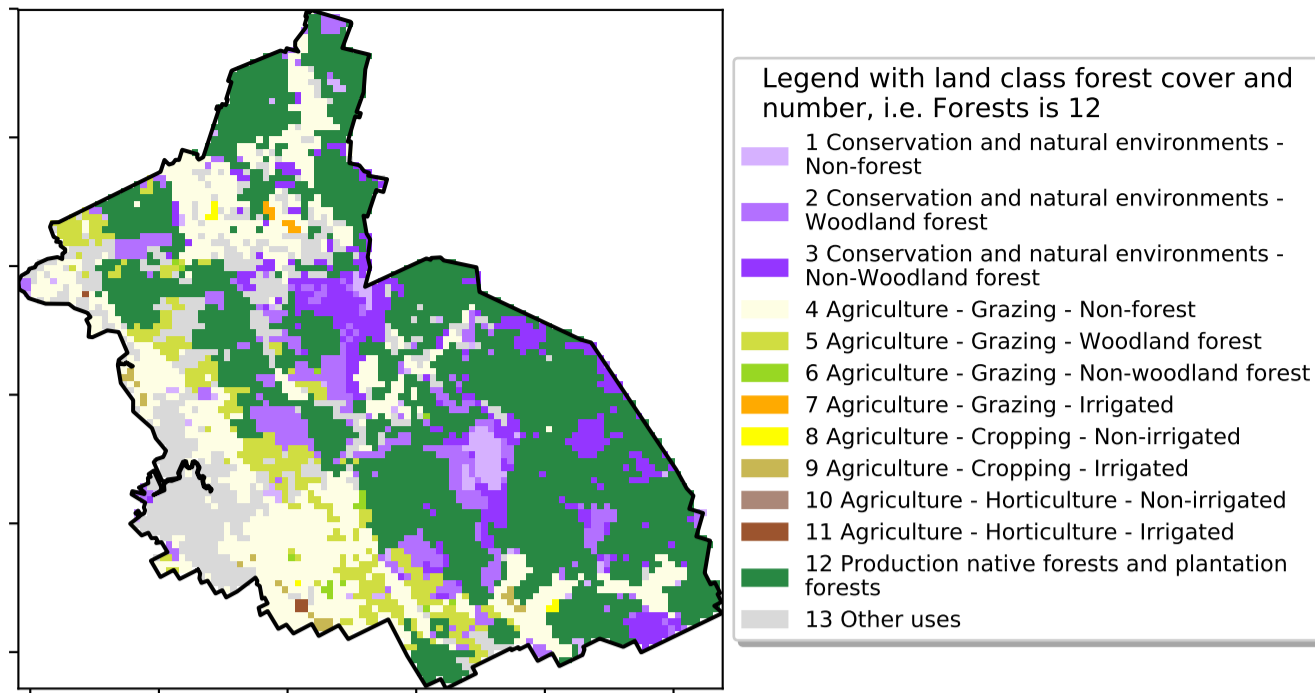 Legend with land class forest cover and
number, i.e. Forests is 12
1 Conservation and natural environments -
Non-forest
2 Conservation and natural environments -
Woodland forest
3 Conservation and natural environments -
Non-Woodland forest
4 Agriculture - Grazing - Non-forest
5 Agriculture - Grazing - Woodland forest
6 Agriculture - Grazing - Non-woodland forest
7 Agriculture - Grazing - Irrigated
8 Agriculture - Cropping - Non-irrigated
9 Agriculture - Cropping - Irrigated
10 Agriculture - Horticulture - Non-irrigated
11 Agriculture - Horticulture - Irrigated
12 Production native forests and plantation
forests
13 Other uses